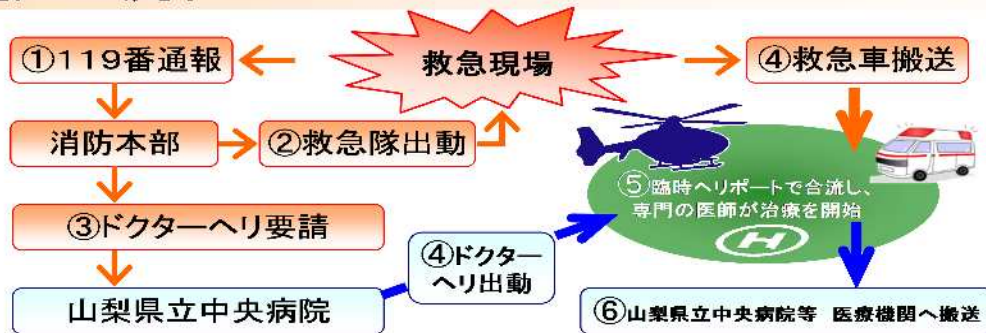 ①119番通報
救急現場
④救急車搬送
消防本部
②救急隊出動
⑤臨時ヘリポートで合流し、
専門の医師が治療を開始
③ドクターヘリ要請
④ドクター
ヘリ出動
H
山梨県立中央病院
⑥山梨県立中央病院等 医療機関へ搬送